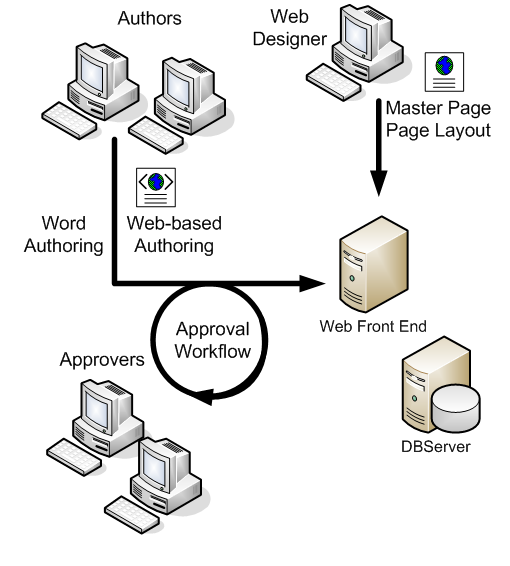 Authors
Web
Designer
Master Page
Page Layout
Word
Authoring
Web-based
Authoring
Web Front End
Approval
Workflow
Approvers
DBServer